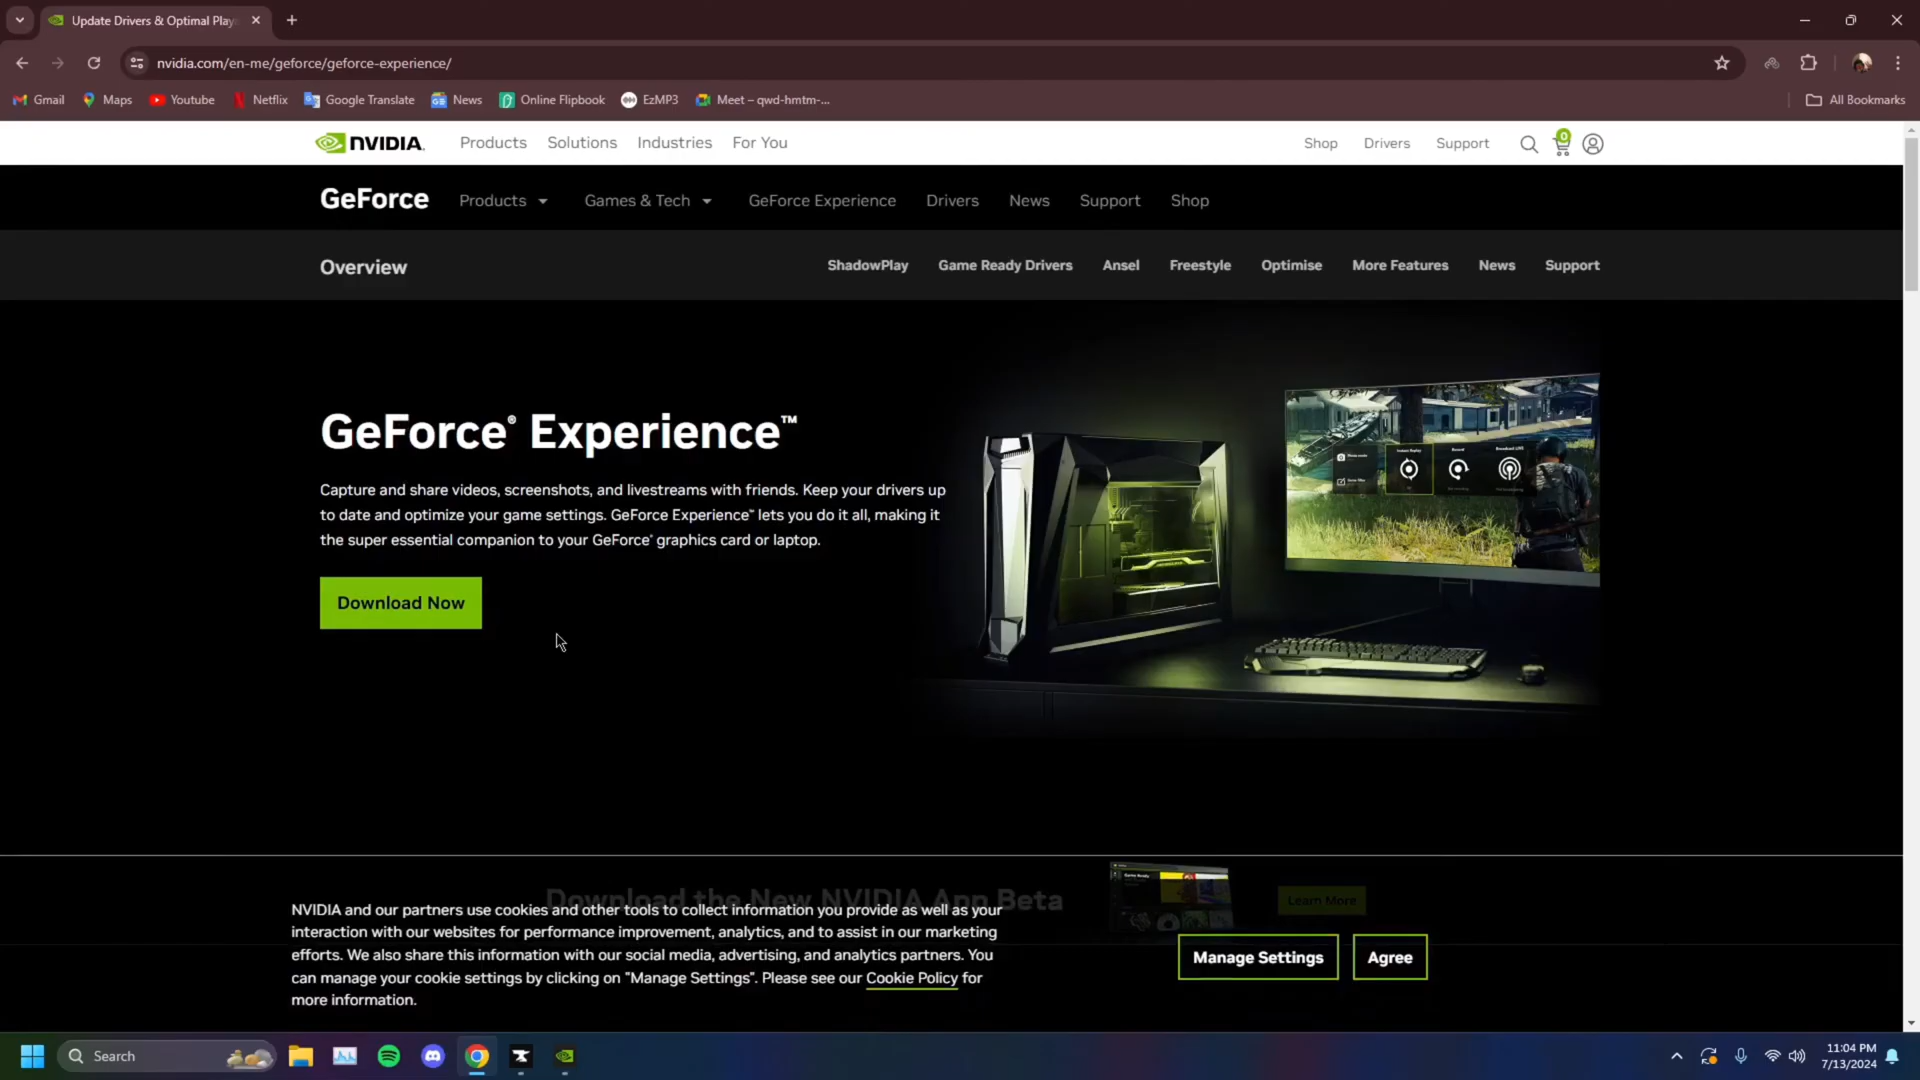 Update Drivers & Optimal Play
nvidia.com/en-me/geforce/geforce-experience/
Gmail
Maps
Youtube
Netflix
Google Translate
News
Online Flipbook
EzMP3
Meet – qwd-hmtm-...
All Bookmarks
NVIDIA.
Products
Solutions
Industries
For You
Shop
Drivers
Support
0
GeForce
Products
Games & Tech
GeForce Experience
Drivers
News
Support
Shop
Overview
ShadowPlay
Game Ready Drivers
Ansel
Freestyle
Optimise
More Features
News
Support
GeForce® Experience™
Capture and share videos, screenshots, and livestreams with friends. Keep your drivers up
to date and optimize your game settings. GeForce Experience™ lets you do it all, making it
the super essential companion to your GeForce® graphics card or laptop.
Download Now
Download the New NVIDIA App Beta
Learn More
NVIDIA and our partners use cookies and other tools to collect information you provide as well as your
interaction with our websites for performance improvement, analytics, and to assist in our marketing
efforts. We also share this information with our social media, advertising, and analytics partners. You
can manage your cookie settings by clicking on "Manage Settings". Please see our Cookie Policy for
more information.
Manage Settings
Agree
Search
11:04 PM
7/13/2024